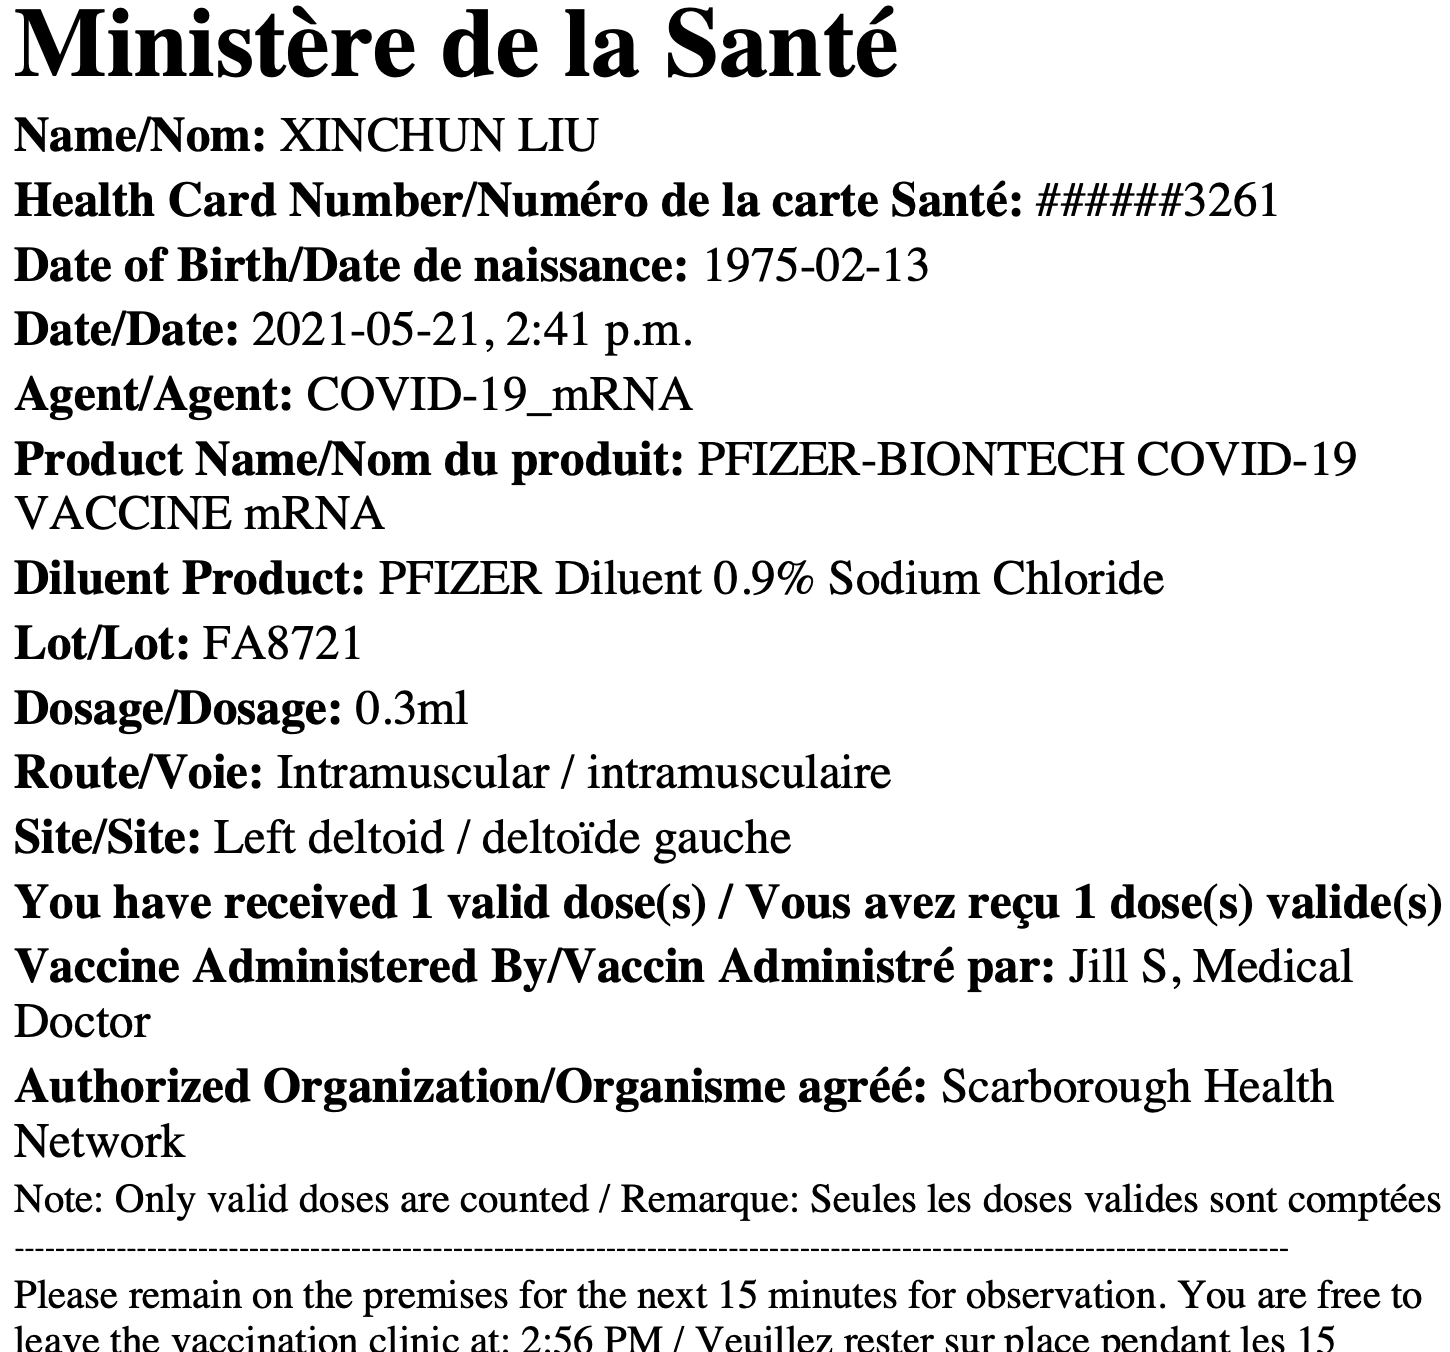 Ministère de la Santé
Name/Nom: XINCHUN LIU
Health Card Number/Numéro de la carte Santé: ######3261
Date of Birth/Date de naissance: 1975-02-13
Date/Date: 2021-05-21, 2:41 p.m.
Agent/Agent: COVID-19_mRNA
Product Name/Nom du produit: PFIZER-BIONTECH COVID-19
VACCINE mRNA
Diluent Product: PFIZER Diluent 0.9% Sodium Chloride
Lot/Lot: FA8721
Dosage/Dosage: 0.3ml
Route/Voie: Intramuscular / intramusculaire
Site/Site: Left deltoid / deltoïde gauche
You have received 1 valid dose(s) / Vous avez reçu 1 dose(s) valide(s)
Vaccine Administered By/Vaccin Administré par: Jill S, Medical
Doctor
Authorized Organization/Organisme agréé: Scarborough Health
Network
Note: Only valid doses are counted / Remarque: Seules les doses valides sont comptées
------------------------------------------------------------------------------------------------------------------------------
Please remain on the premises for the next 15 minutes for observation. You are free to
leave the vaccination clinic at: 2:56 PM / Veuillez rester sur place pendant les 15